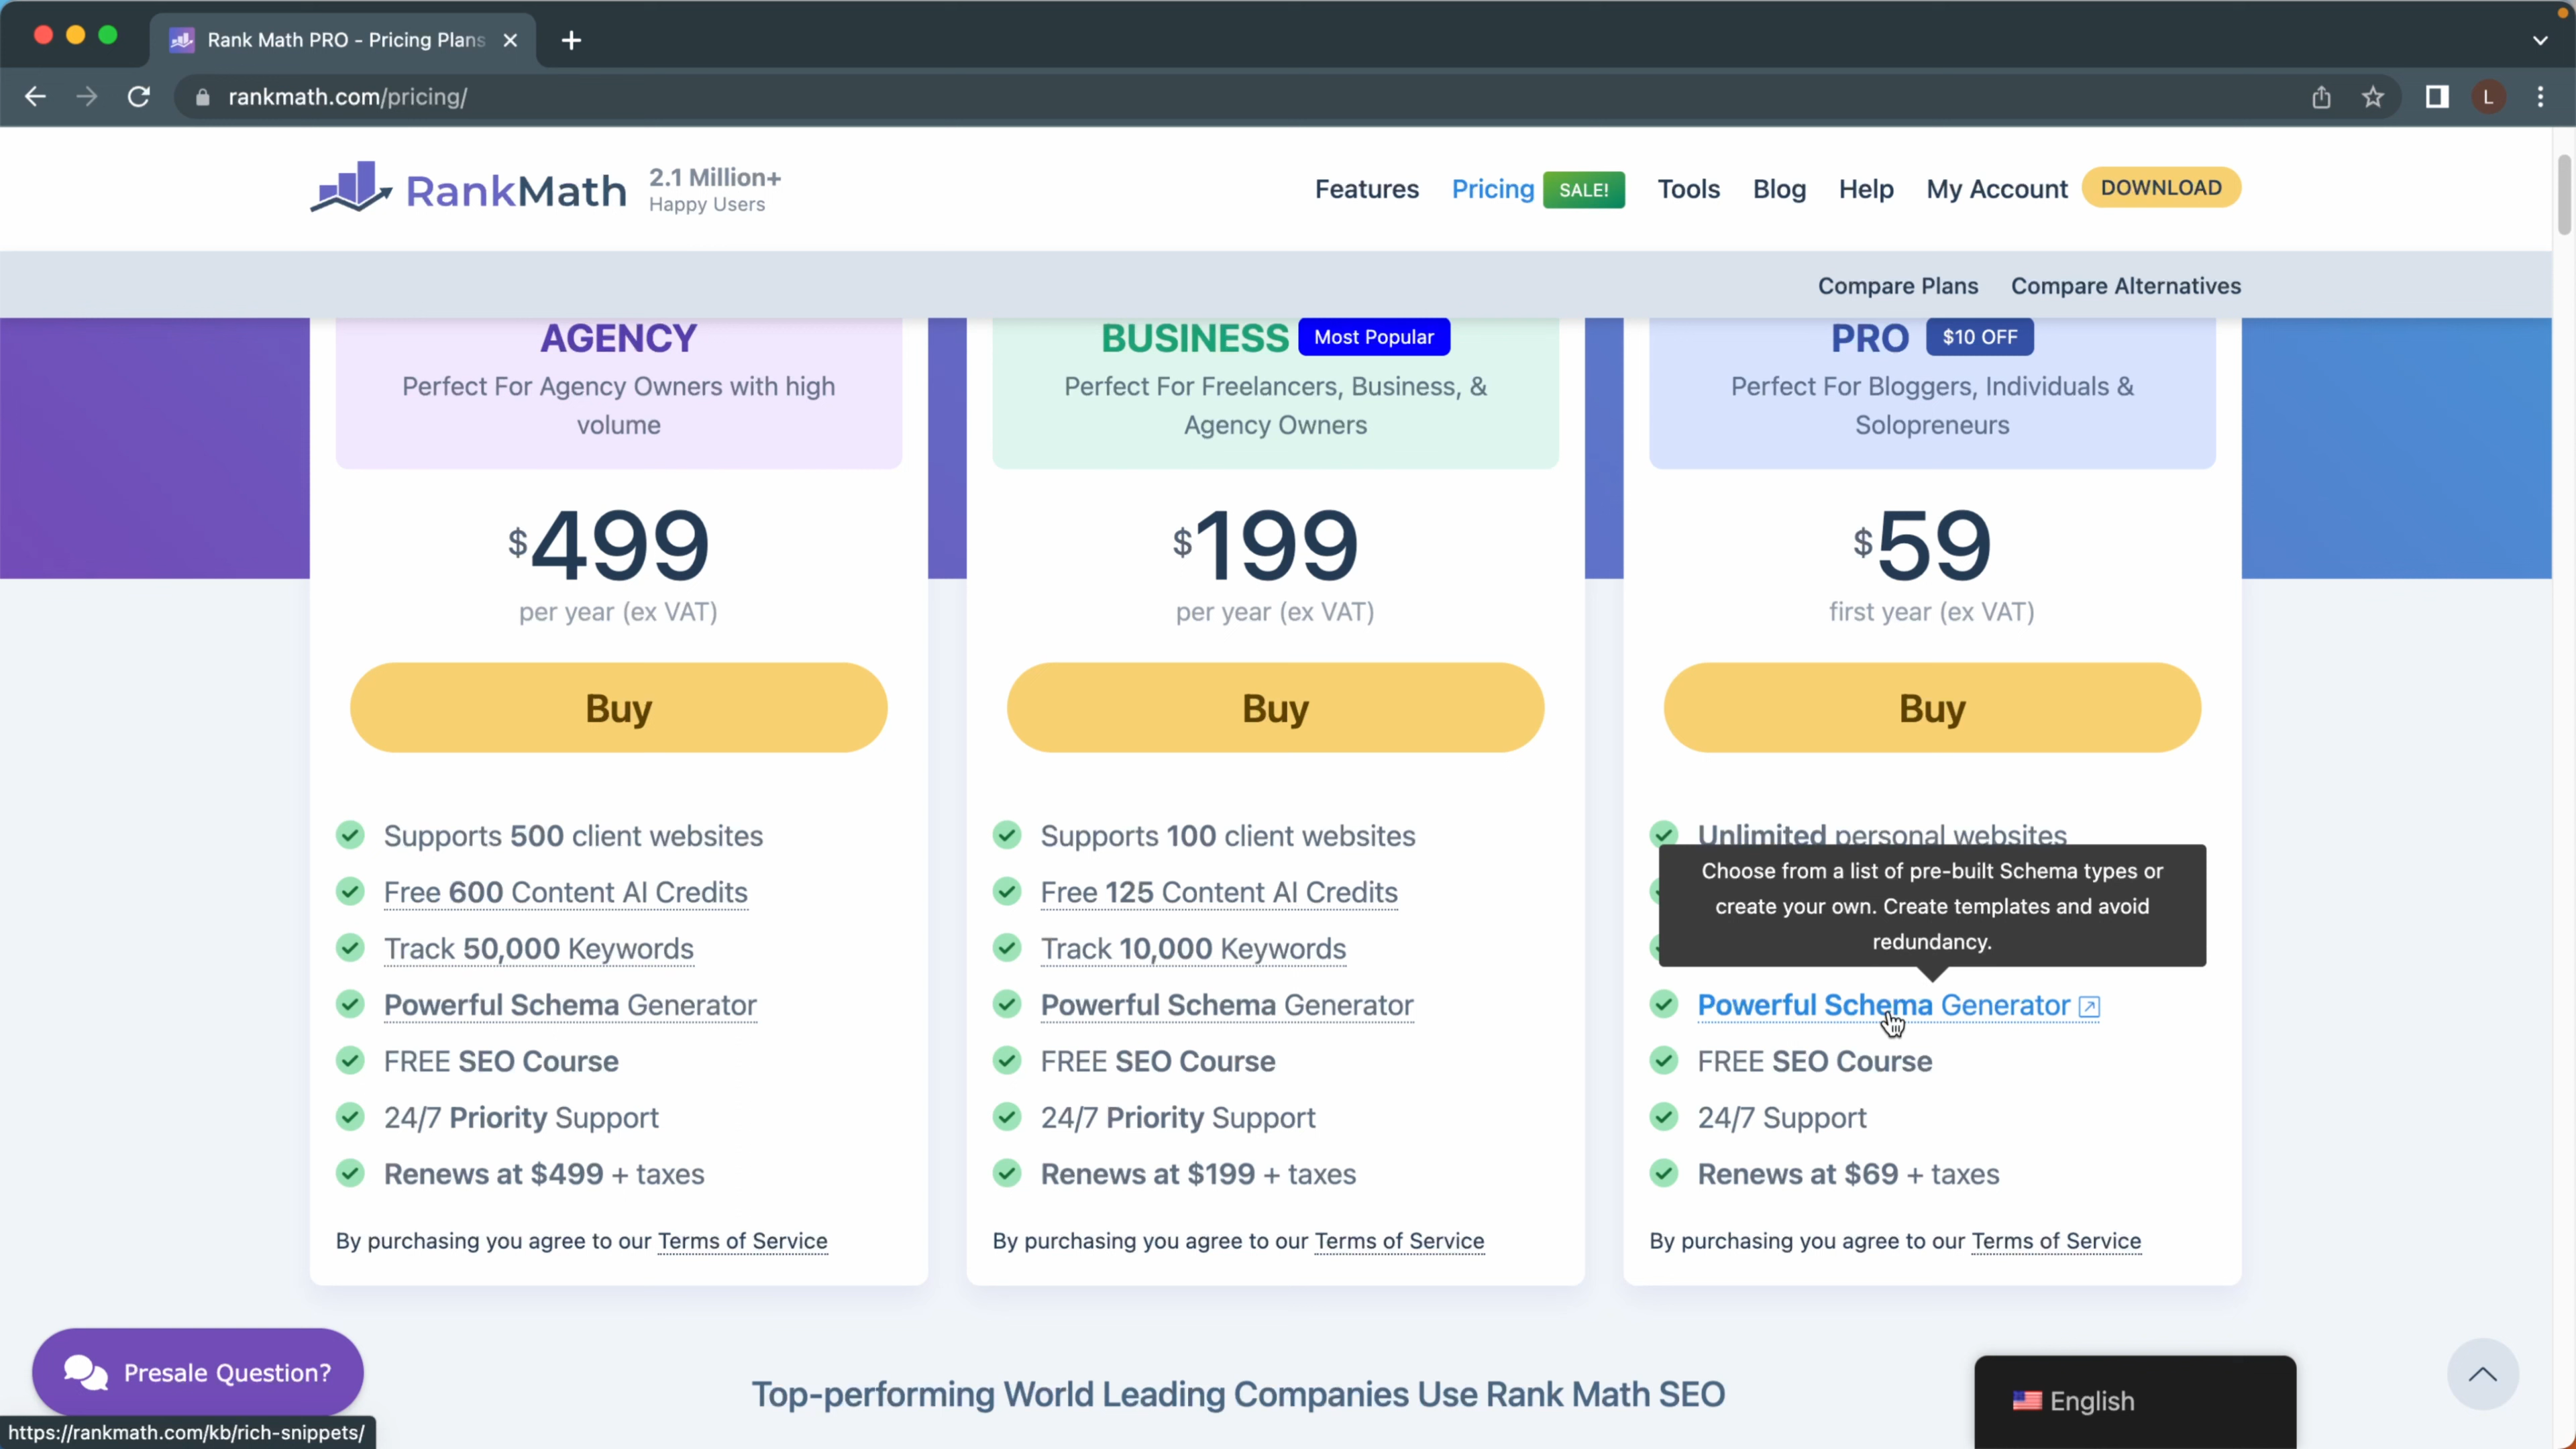 Rank Math PRO - Pricing Plans
rankmath.com/pricing/
L
RankMath
2.1 Million+
Happy Users
Features
Pricing
SALE!
Tools
Blog
Help
My Account
DOWNLOAD
Compare Plans
Compare Alternatives
AGENCY
Perfect For Agency Owners with high
volume
$499
per year (ex VAT)
Buy
Supports 500 client websites
Free 600 Content AI Credits
Track 50,000 Keywords
Powerful Schema Generator
FREE SEO Course
24/7 Priority Support
Renews at $499 + taxes
By purchasing you agree to our Terms of Service
BUSINESS
Most Popular
Perfect For Freelancers, Business, &
Agency Owners
$199
per year (ex VAT)
Buy
Supports 100 client websites
Free 125 Content AI Credits
Track 10,000 Keywords
Powerful Schema Generator
FREE SEO Course
24/7 Priority Support
Renews at $199 + taxes
By purchasing you agree to our Terms of Service
PRO
$10 OFF
Perfect For Bloggers, Individuals &
Solopreneurs
$59
first year (ex VAT)
Buy
Unlimited personal websites
Choose from a list of pre-built Schema types or
create your own. Create templates and avoid
redundancy.
Powerful Schema Generator
FREE SEO Course
24/7 Support
Renews at $69 + taxes
By purchasing you agree to our Terms of Service
Presale Question?
Top-performing World Leading Companies Use Rank Math SEO
English
https://rankmath.com/kb/rich-snippets/